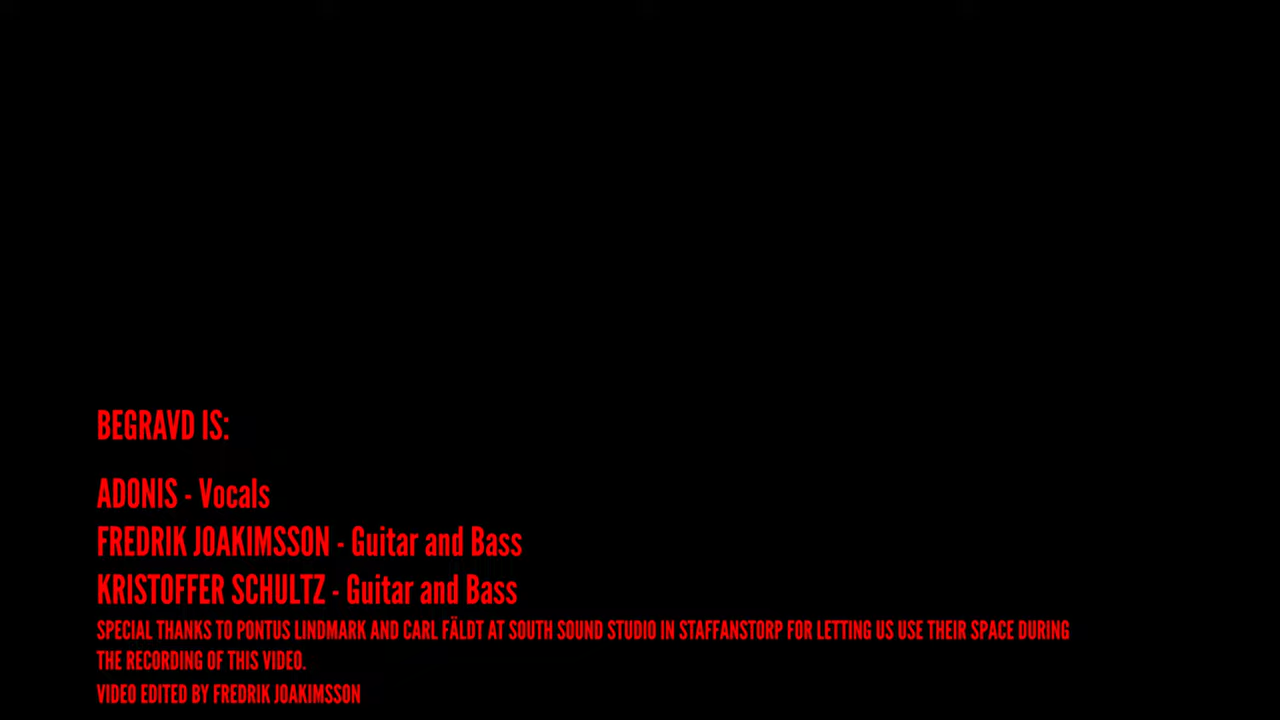 BEGRAVD IS:
ADONIS - Vocals
FREDRIK JOAKIMSSON - Guitar and Bass
KRISTOFFER SCHULTZ - Guitar and Bass
SPECIAL THANKS TO PONTUS LINDMARK AND CARL FÄLDT AT SOUTH SOUND STUDIO IN STAFFANSTORP FOR LETTING US USE THEIR SPACE DURING
THE RECORDING OF THIS VIDEO.
VIDEO EDITED BY FREDRIK JOAKIMSSON